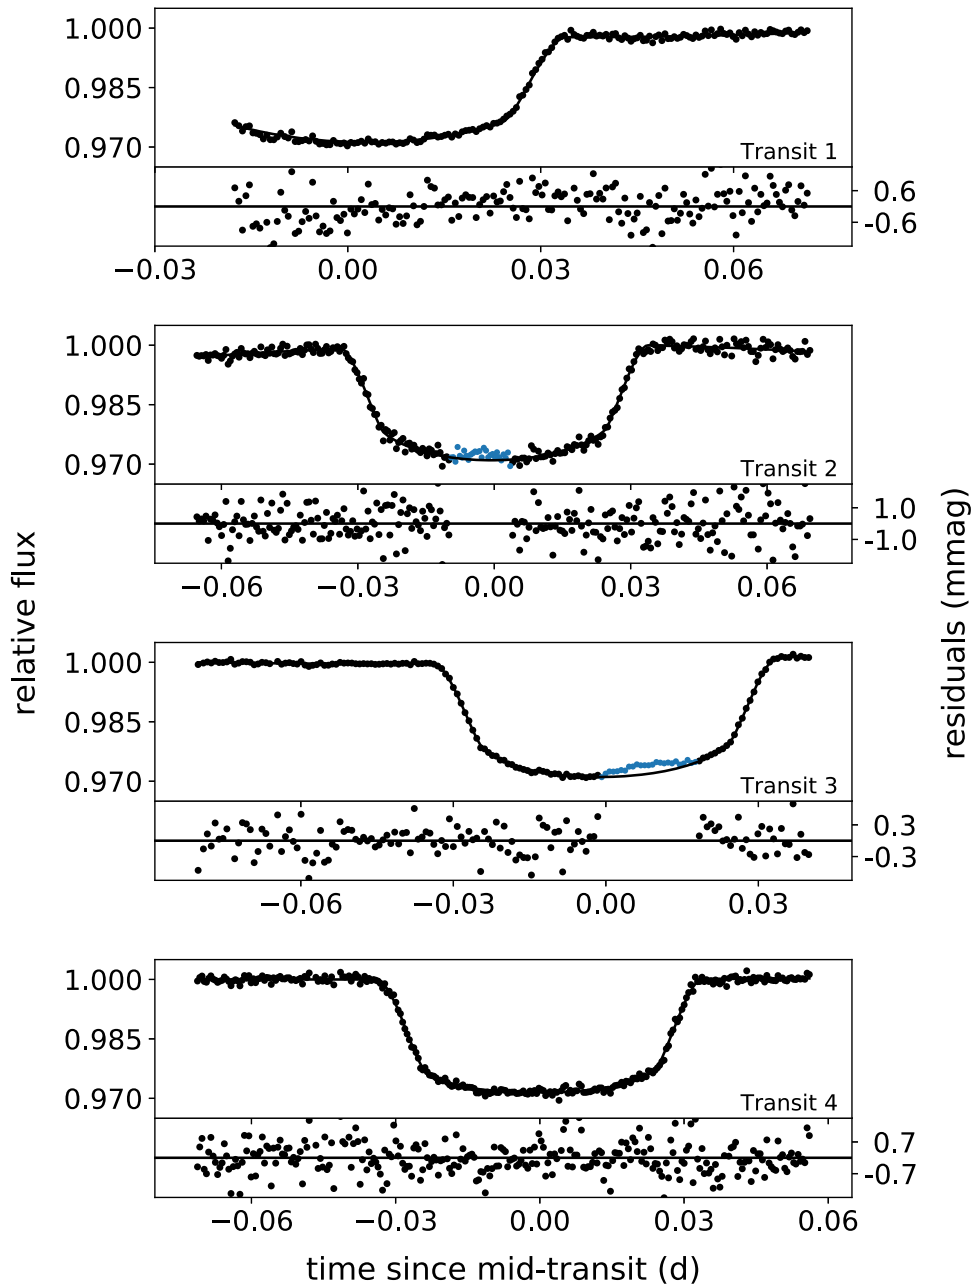 1.000
0.985
0.970
Transit 1
0.6
-0.6
−0.03 0.00 0.03 0.06
1.000
0.985
0.970
Transit 2
1.0
-1.0
−0.06 −0.03 0.00 0.03 0.06
relative flux
residuals (mmag)
1.000
0.985
0.970
Transit 3
0.3
-0.3
−0.06 −0.03 0.00 0.03
1.000
0.985
0.970
Transit 4
0.7
-0.7
−0.06 −0.03 0.00 0.03 0.06
time since mid-transit (d)